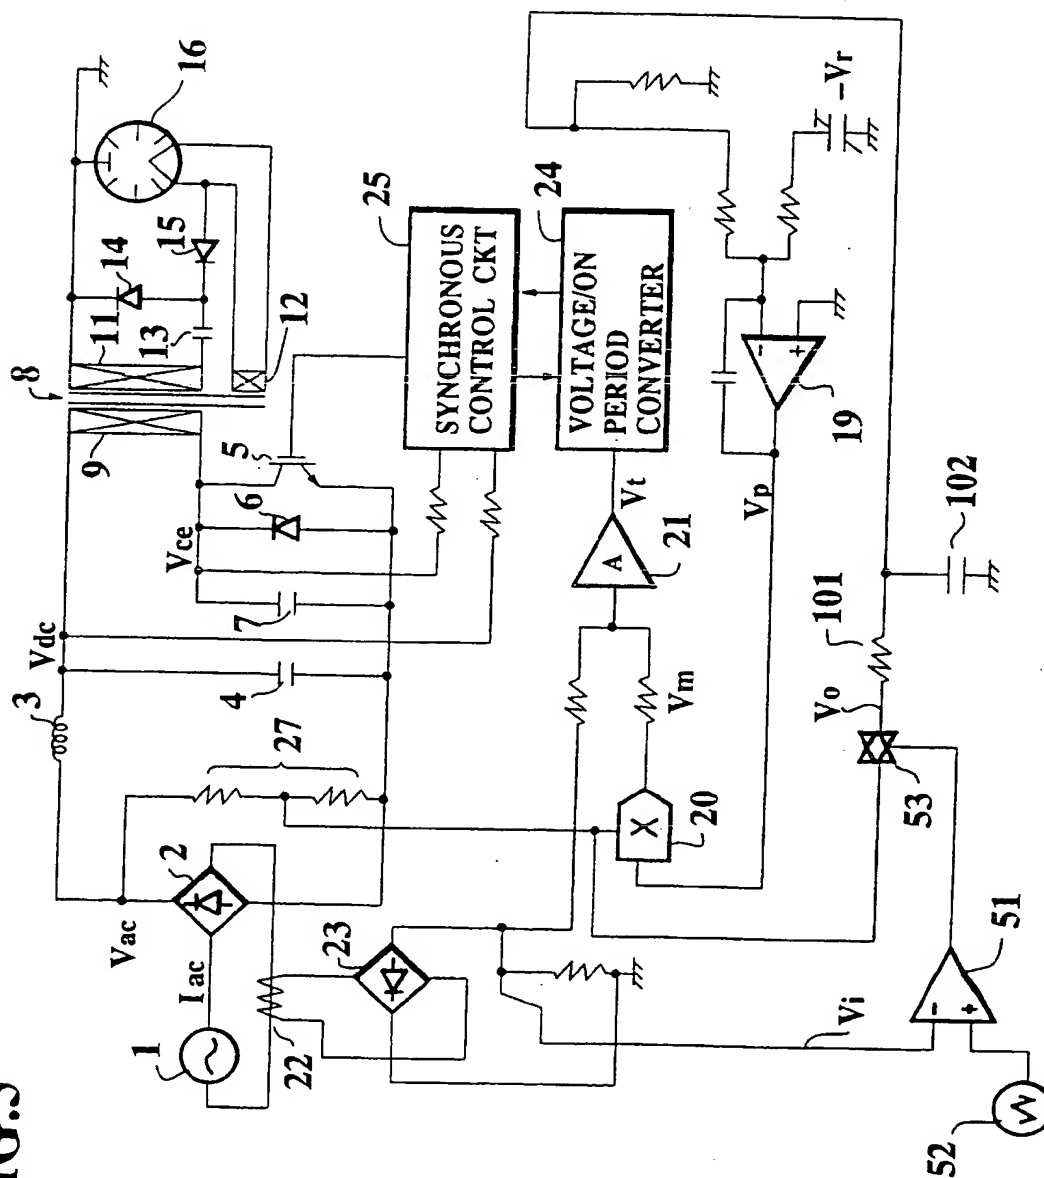 1
2
3
4
5
6
7
8
9
11
12
13
14
15
16
Vac
Iac
Vdc
Vce
22
23
27
25
SYNCHRONOUS
CONTROL CKT
24
VOLTAGE/ON
PERIOD
CONVERTER
Vt
A
21
X
20
Vm
Vp
-
+
19
-Vr
Vi
-
+
51
52
53
Vo
101
102